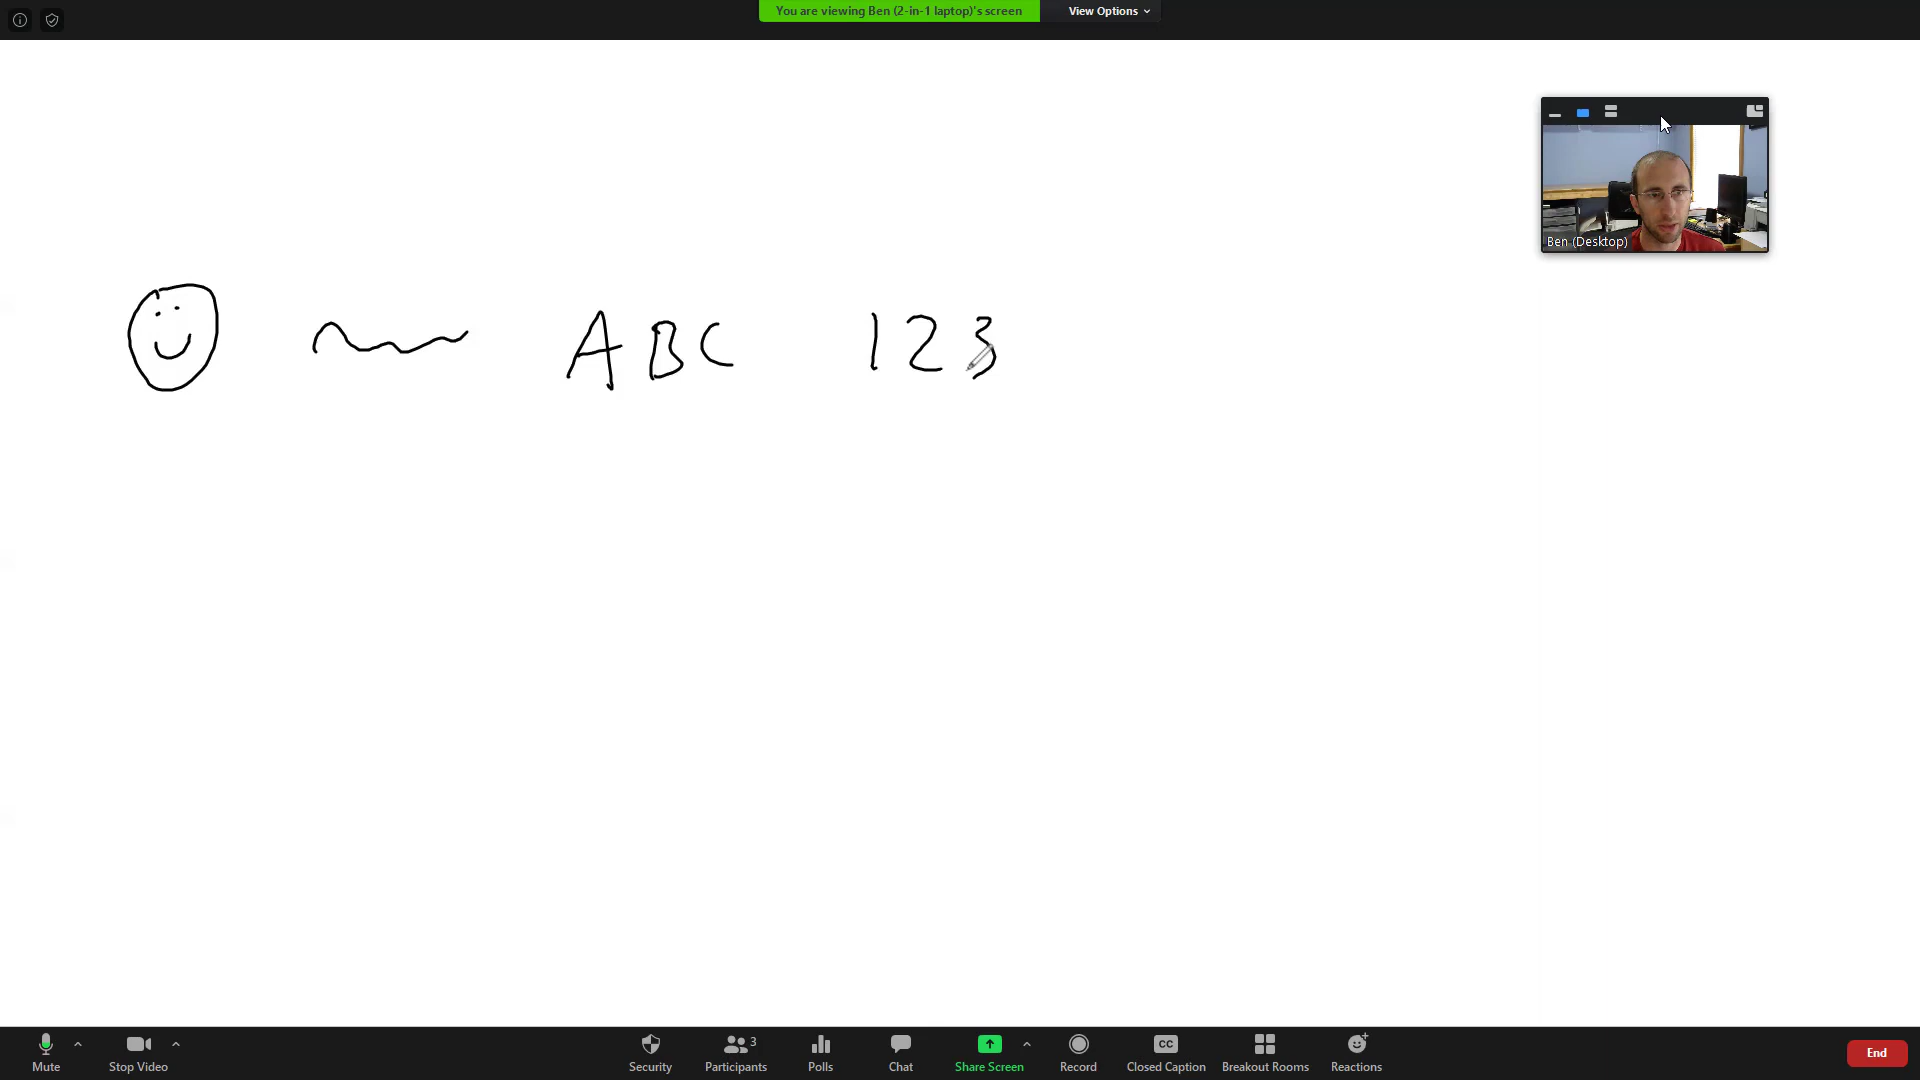 You are viewing Ben (2-in-1 laptop)'s screen View Options
Ben (Desktop)
ABC 123
Mute Stop Video Security Participants 3 Polls Chat Share Screen Record CC Closed Caption Breakout Rooms Reactions End